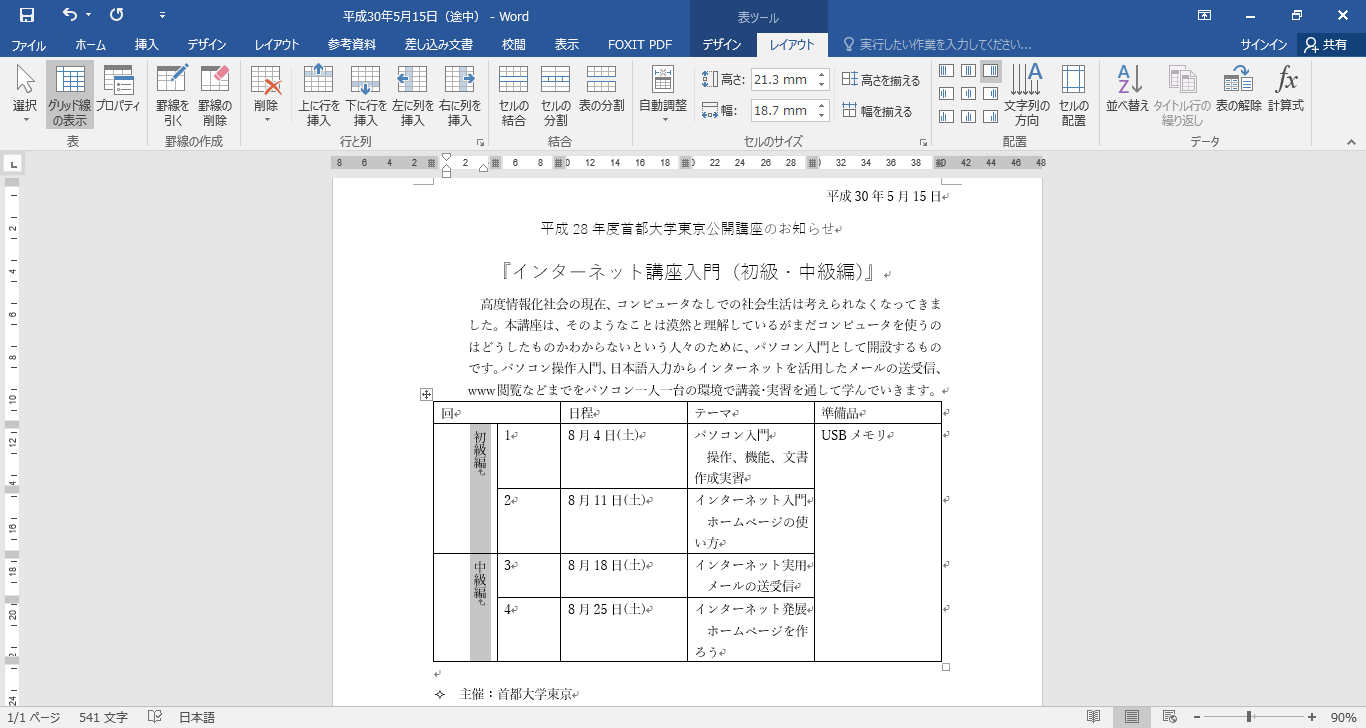 平成30年5月15日（途中） - Word
表ツール
ファイル ホーム 挿入 デザイン レイアウト 参考資料 差し込み文書 校閲 表示 FOXIT PDF デザイン レイアウト 実行したい作業を入力してください... サインイン 共有
選択 グリッド線の表示 プロパティ 罫線を引く 罫線の削除 削除 上に行を挿入 下に行を挿入 左に列を挿入 右に列を挿入 セルの結合 セルの分割 表の分割 自動調整 高さ: 21.3 mm 幅: 18.7 mm 高さを揃える 幅を揃える 文字列の方向 セルの配置 並べ替え タイトル行の繰り返し 表の解除 計算式
表 罫線の作成 行と列 結合 セルのサイズ 配置 データ
8 6 4 2 2 6 8 10 12 14 16 18 20 22 24 26 28 30 32 34 36 38 40 42 44 46 48
平成 30 年 5 月 15 日
平成 28 年度首都大学東京公開講座のお知らせ
『インターネット講座入門（初級・中級編）』
高度情報化社会の現在、コンピュータなしでの社会生活は考えられなくなってきま
した。本講座は、そのようなことは漠然と理解しているがまだコンピュータを使うの
はどうしたものかわからないという人々のために、パソコン入門として開設するもの
です。パソコン操作入門、日本語入力からインターネットを活用したメールの送受信、
www 閲覧などまでをパソコン一人一台の環境で講義・実習を通して学んでいきます。
回 日程 テーマ 準備品
初級編 1 8 月 4 日(土) パソコン入門 USB メモリ
操作、機能、文書
作成実習
2 8 月 11 日(土) インターネット入門
ホームページの使
い方
中級編 3 8 月 18 日(土) インターネット実用
メールの送受信
4 8 月 25 日(土) インターネット発展
ホームページを作
ろう
✧ 主催：首都大学東京
1/1 ページ 541 文字 日本語 90%